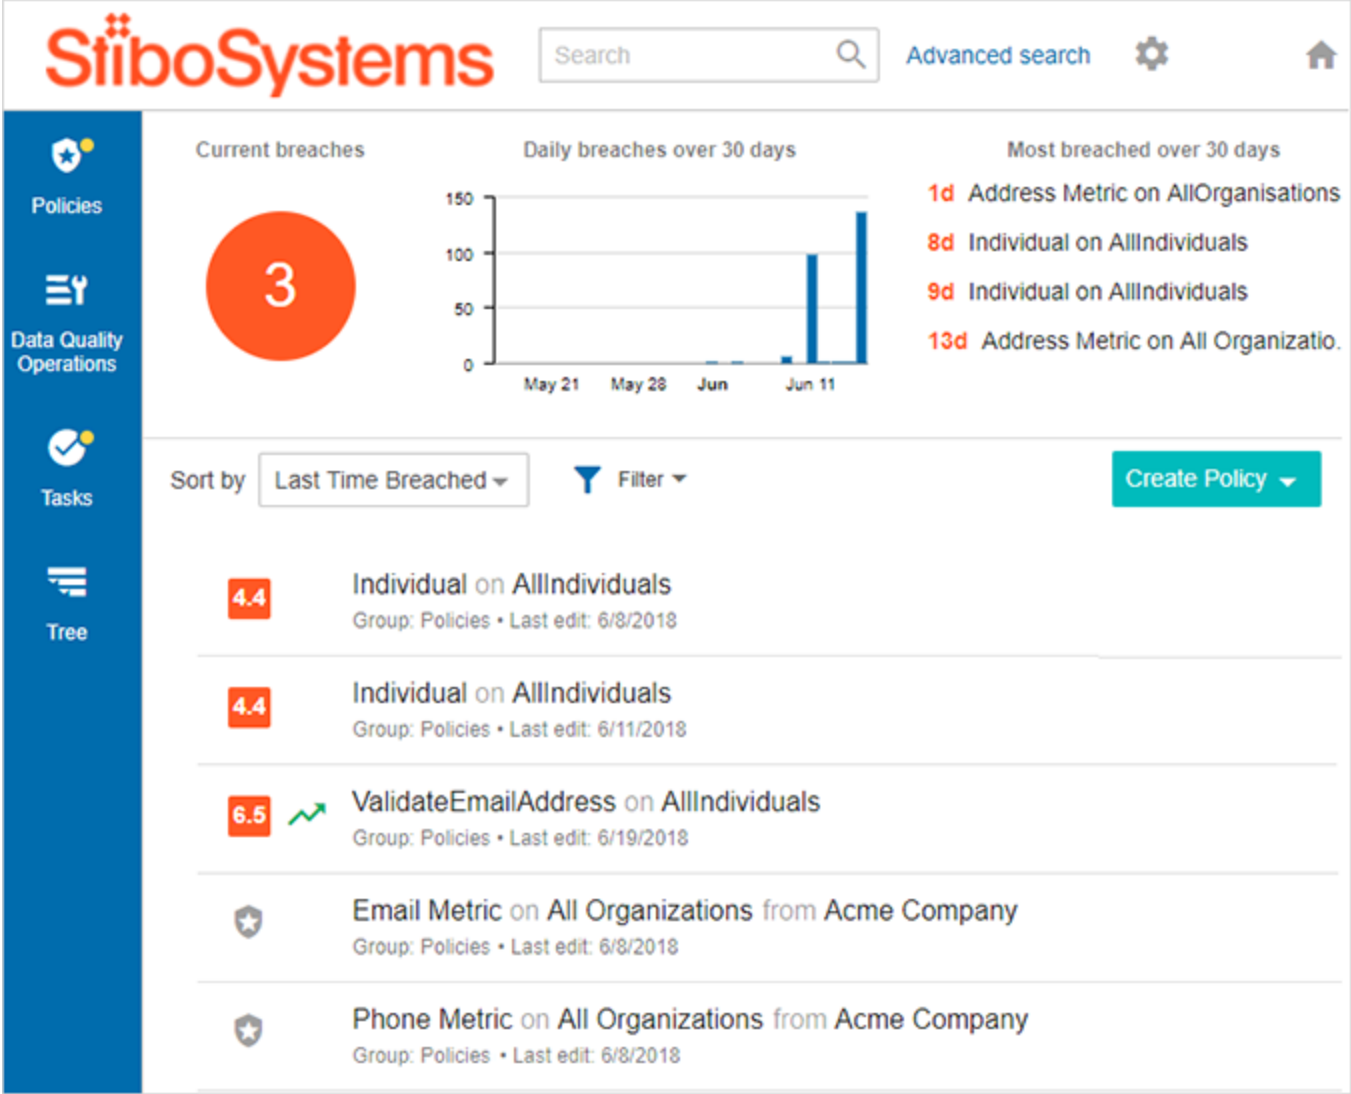 StiboSystems
Search
Advanced search
Policies
Data Quality
Operations
Tasks
Tree
Current breaches
3
Daily breaches over 30 days
150
100
50
0
May 21
May 28
Jun
Jun 11
Most breached over 30 days
1d Address Metric on AllOrganisations
8d Individual on AllIndividuals
9d Individual on AllIndividuals
13d Address Metric on All Organizatio.
Sort by
Last Time Breached
Filter
Create Policy
4.4
Individual on AllIndividuals
Group: Policies • Last edit: 6/8/2018
4.4
Individual on AllIndividuals
Group: Policies • Last edit: 6/11/2018
6.5
ValidateEmailAddress on AllIndividuals
Group: Policies • Last edit: 6/19/2018
Email Metric on All Organizations from Acme Company
Group: Policies • Last edit: 6/8/2018
Phone Metric on All Organizations from Acme Company
Group: Policies • Last edit: 6/8/2018